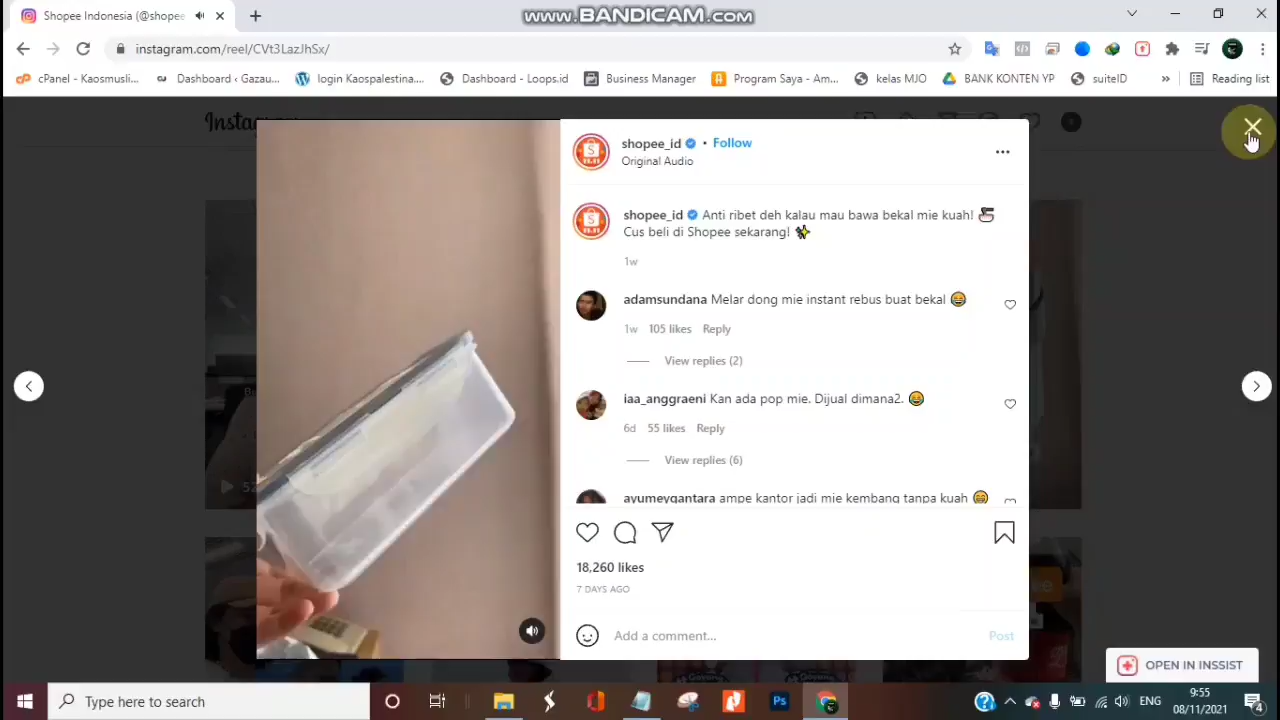 Shopee Indonesia (@shopee
www.BANDICAM.com
instagram.com/reel/CVt3LazJhSx/
cPanel - Kaosmusli...
Dashboard ‹ Gazau...
login Kaospalestina....
Dashboard - Loops.id
Business Manager
Program Saya - Am...
kelas MJO
BANK KONTEN YP
suiteID
»
Reading list
shopee_id • Follow
Original Audio
shopee_id Anti ribet deh kalau mau bawa bekal mie kuah! 🍜
Cus beli di Shopee sekarang! ✨
1w
adamsundana Melar dong mie instant rebus buat bekal 😂
1w 105 likes Reply
View replies (2)
iaa_anggraeni Kan ada pop mie. Dijual dimana2. 😂
6d 55 likes Reply
View replies (6)
ayumeygantara ampe kantor jadi mie kembang tanpa kuah 😁
18,260 likes
7 DAYS AGO
Add a comment...
Post
OPEN IN INSSIST
Type here to search
Ps
ENG
9:55
08/11/2021
4